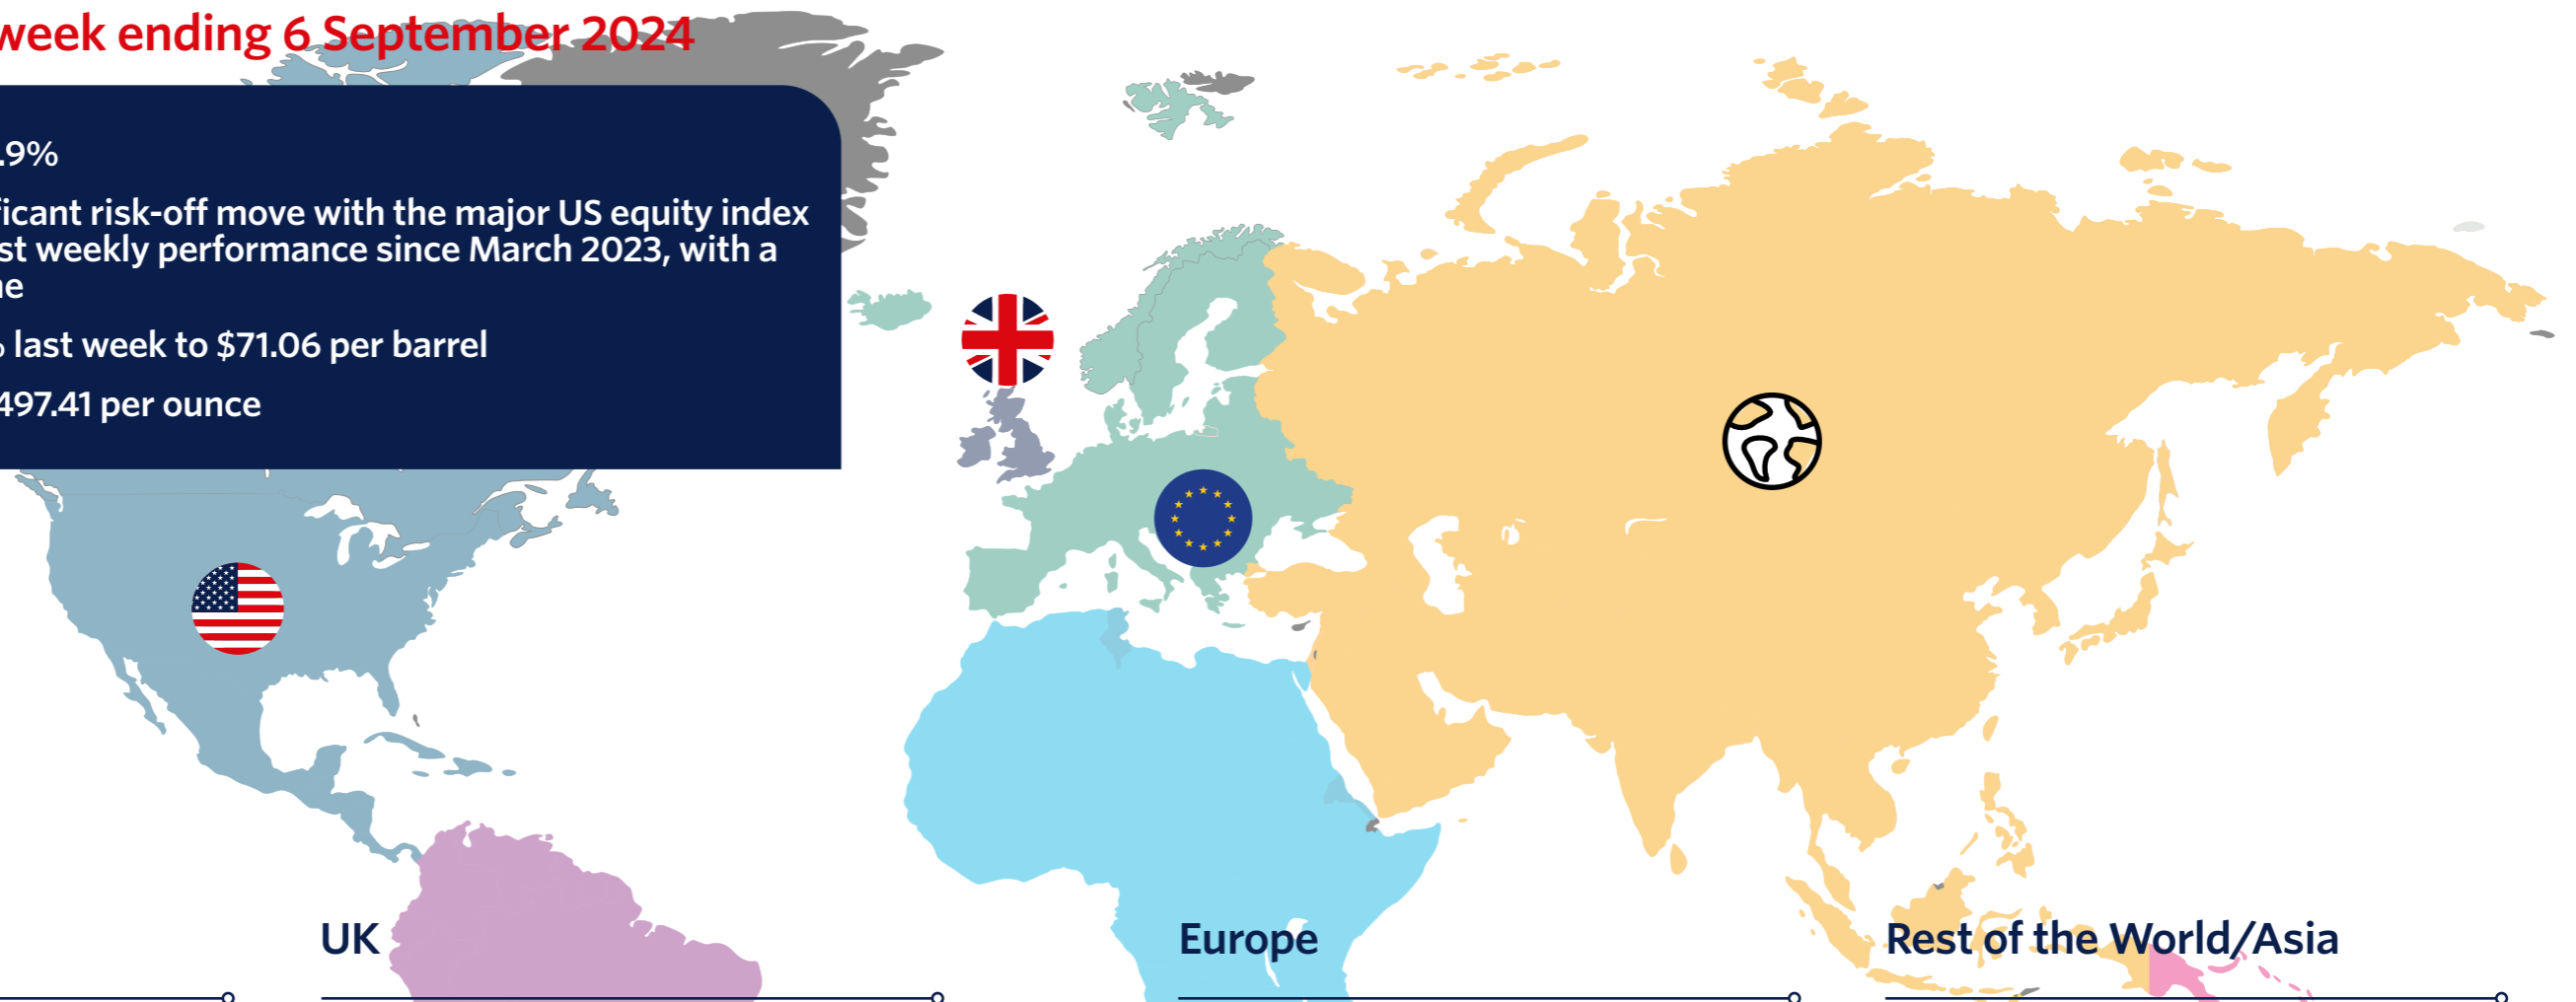 week ending 6 September 2024
.9%
ficant risk-off move with the major US equity index
st weekly performance since March 2023, with a
ne
% last week to $71.06 per barrel
497.41 per ounce
UK
Europe
Rest of the World/Asia